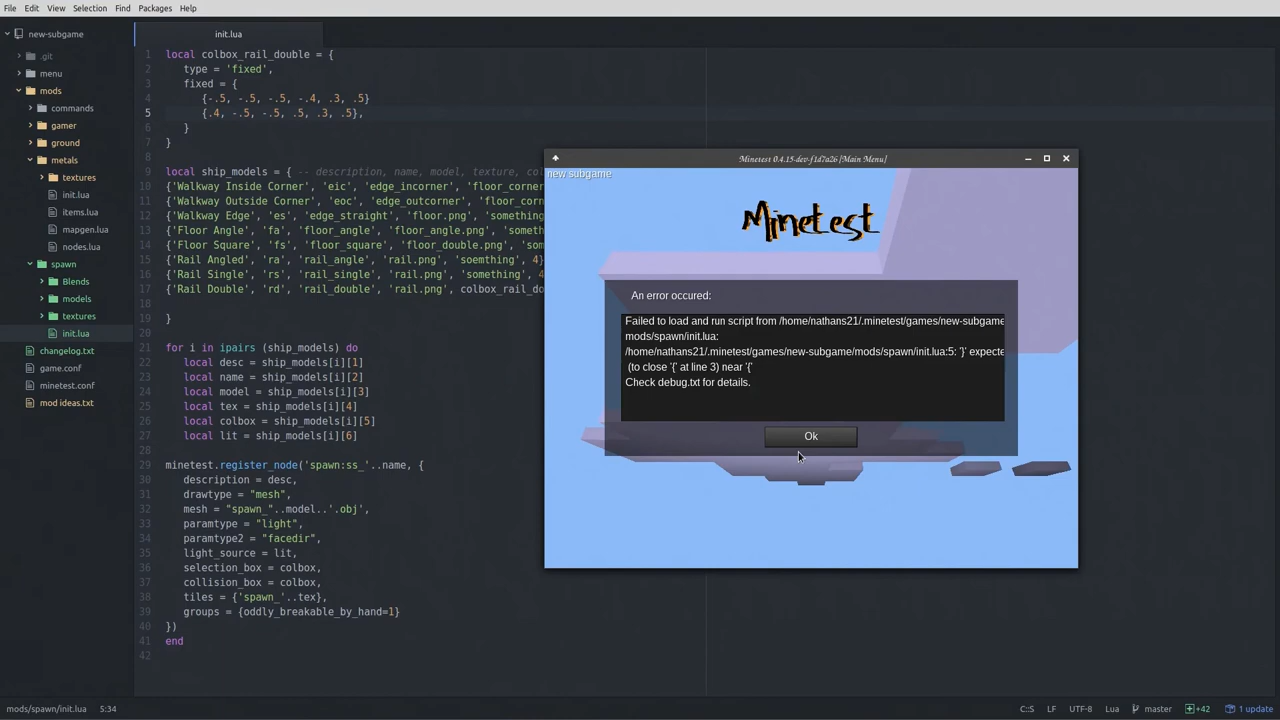 File Edit View Selection Find Packages Help
new-subgame
.git
menu
mods
commands
gamer
ground
metals
textures
init.lua
items.lua
mapgen.lua
nodes.lua
spawn
Blends
models
textures
init.lua
changelog.txt
game.conf
minetest.conf
mod ideas.txt
init.lua
1 local colbox_rail_double = {
2 type = 'fixed',
3 fixed = {
4 {-.5, -.5, -.5, -.4, .3, .5}
5 {.4, -.5, -.5, .5, .3, .5},
6 }
7 }
8
9 local ship_models = { -- description, name, model, texture, col
10 {'Walkway Inside Corner', 'eic', 'edge_incorner', 'floor_corne
11 {'Walkway Outside Corner', 'eoc', 'edge_outcorner', 'floor_corn
12 {'Walkway Edge', 'es', 'edge_straight', 'floor.png', 'something
13 {'Floor Angle', 'fa', 'floor_angle', 'floor_angle.png', 'someth
14 {'Floor Square', 'fs', 'floor_square', 'floor_double.png', 'som
15 {'Rail Angled', 'ra', 'rail_angle', 'rail.png', 'soemthing', 4}
16 {'Rail Single', 'rs', 'rail_single', 'rail.png', 'something', 4
17 {'Rail Double', 'rd', 'rail_double', 'rail.png', colbox_rail_do
18
19 }
20
21 for i in ipairs (ship_models) do
22 local desc = ship_models[i][1]
23 local name = ship_models[i][2]
24 local model = ship_models[i][3]
25 local tex = ship_models[i][4]
26 local colbox = ship_models[i][5]
27 local lit = ship_models[i][6]
28
29 minetest.register_node('spawn:ss_'..name, {
30 description = desc,
31 drawtype = "mesh",
32 mesh = "spawn_"..model..'.obj',
33 paramtype = "light",
34 paramtype2 = "facedir",
35 light_source = lit,
36 selection_box = colbox,
37 collision_box = colbox,
38 tiles = {'spawn_'..tex},
39 groups = {oddly_breakable_by_hand=1}
40 })
41 end
42
Minetest 0.4.15-dev-f1d7a26 [Main Menu]
new subgame
Minetest
An error occured:
Failed to load and run script from /home/nathans21/.minetest/games/new-subgame
mods/spawn/init.lua:
/home/nathans21/.minetest/games/new-subgame/mods/spawn/init.lua:5: '}' expecte
(to close '{' at line 3) near '{'
Check debug.txt for details.
Ok
mods/spawn/init.lua 5:34 C::S LF UTF-8 Lua master +42 1 update